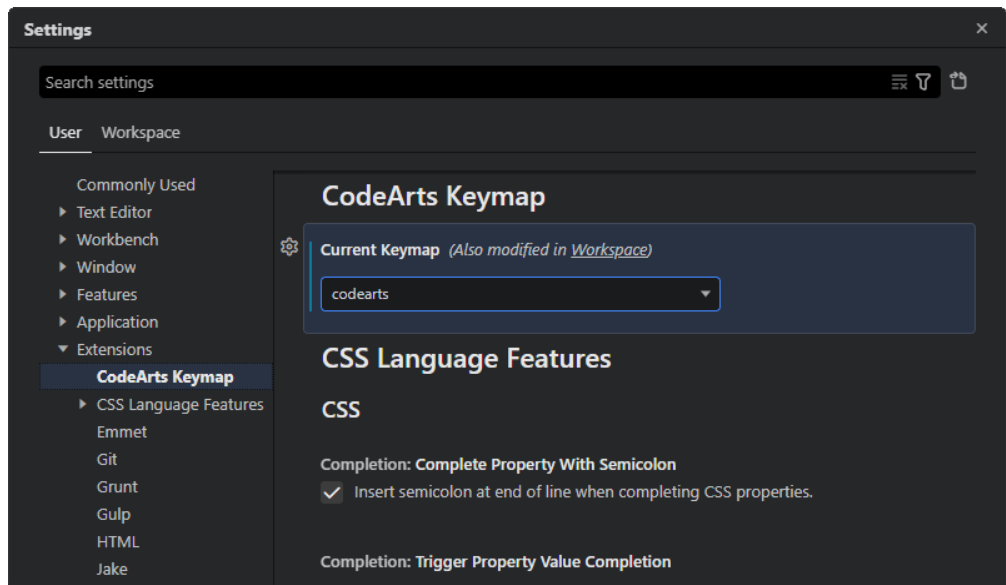 Settings
Search settings
User Workspace
Commonly Used
Text Editor
Workbench
Window
Features
Application
Extensions
CodeArts Keymap
CSS Language Features
Emmet
Git
Grunt
Gulp
HTML
Jake
CodeArts Keymap
Current Keymap (Also modified in Workspace)
codearts
CSS Language Features
CSS
Completion: Complete Property With Semicolon
Insert semicolon at end of line when completing CSS properties.
Completion: Trigger Property Value Completion